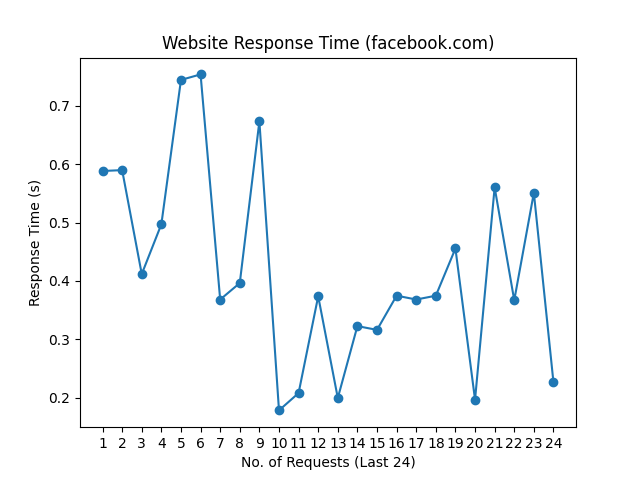 Website Response Time (facebook.com)
0.7
0.6
0.5
0.4
0.3
0.2
Response Time (s)
1 2 3 4 5 6 7 8 9 10 11 12 13 14 15 16 17 18 19 20 21 22 23 24
No. of Requests (Last 24)